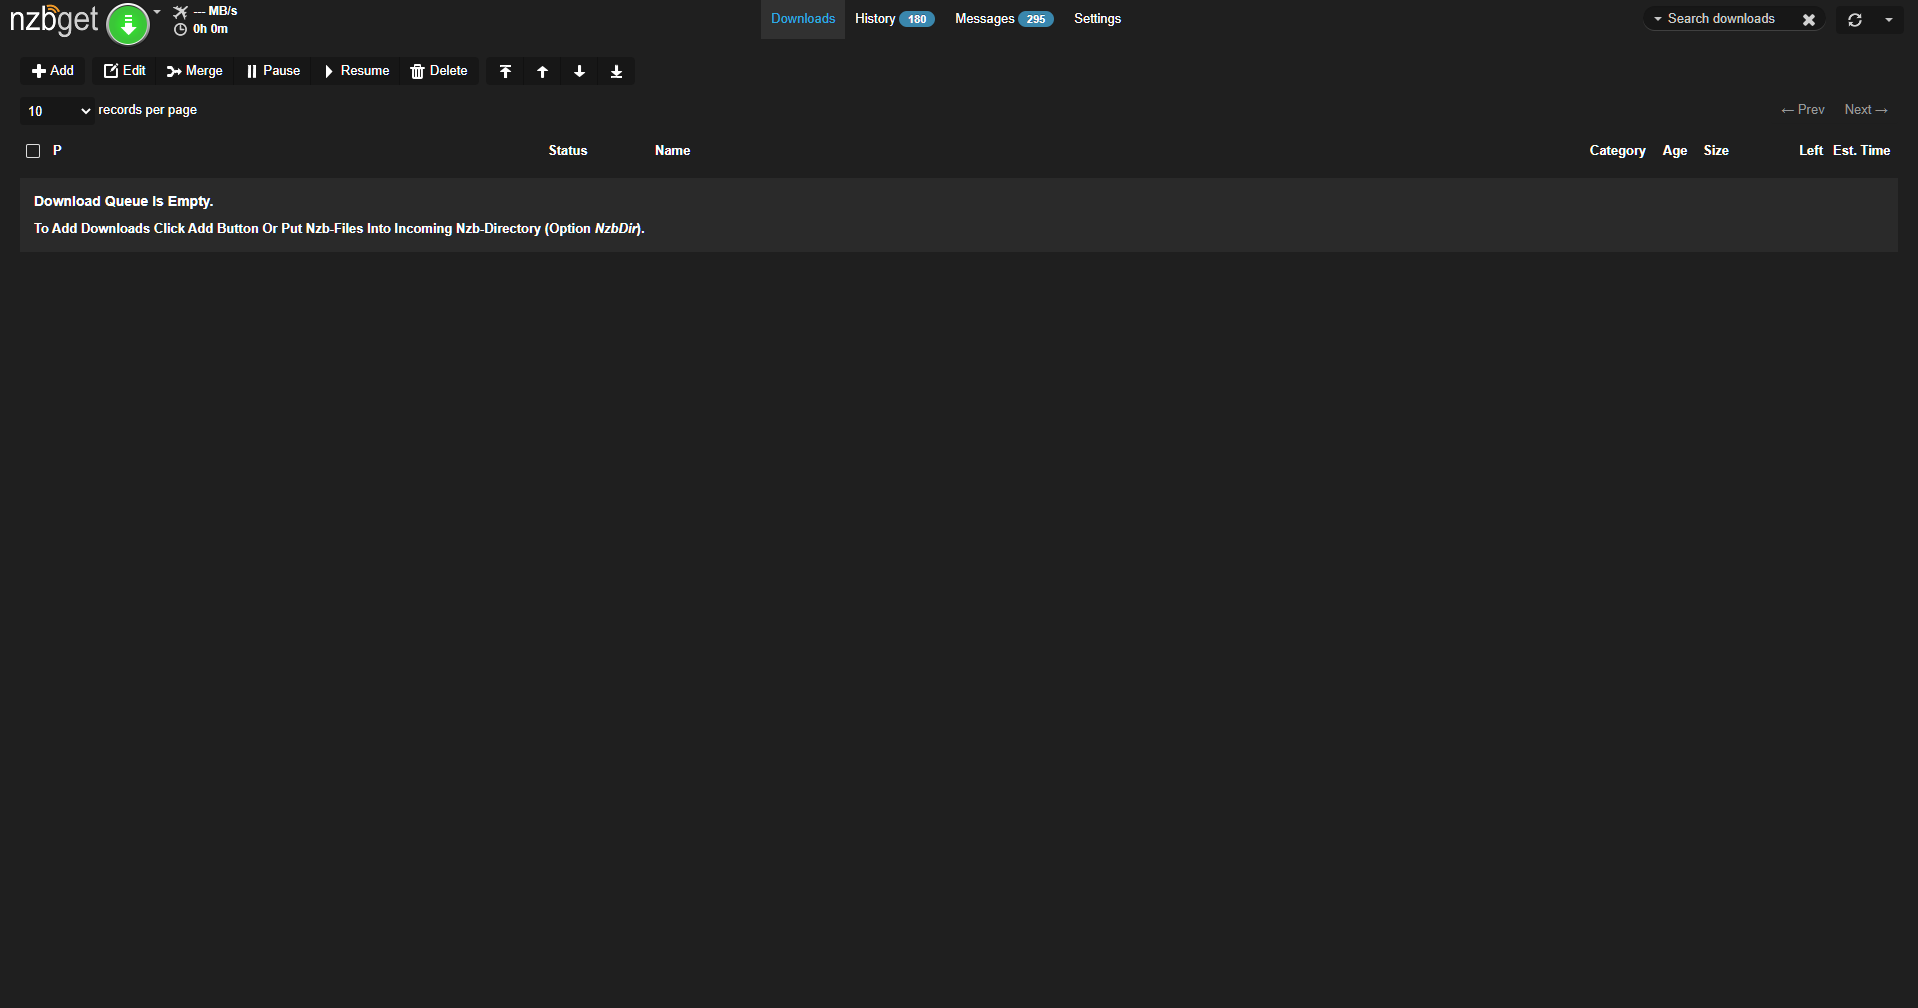 nzbget
--- MB/s
0h 0m
Downloads
History 180
Messages 295
Settings
Search downloads
Add
Edit
Merge
Pause
Resume
Delete
10 records per page
← Prev
Next →
P
Status
Name
Category
Age
Size
Left
Est. Time
Download Queue Is Empty.
To Add Downloads Click Add Button Or Put Nzb-Files Into Incoming Nzb-Directory (Option NzbDir).